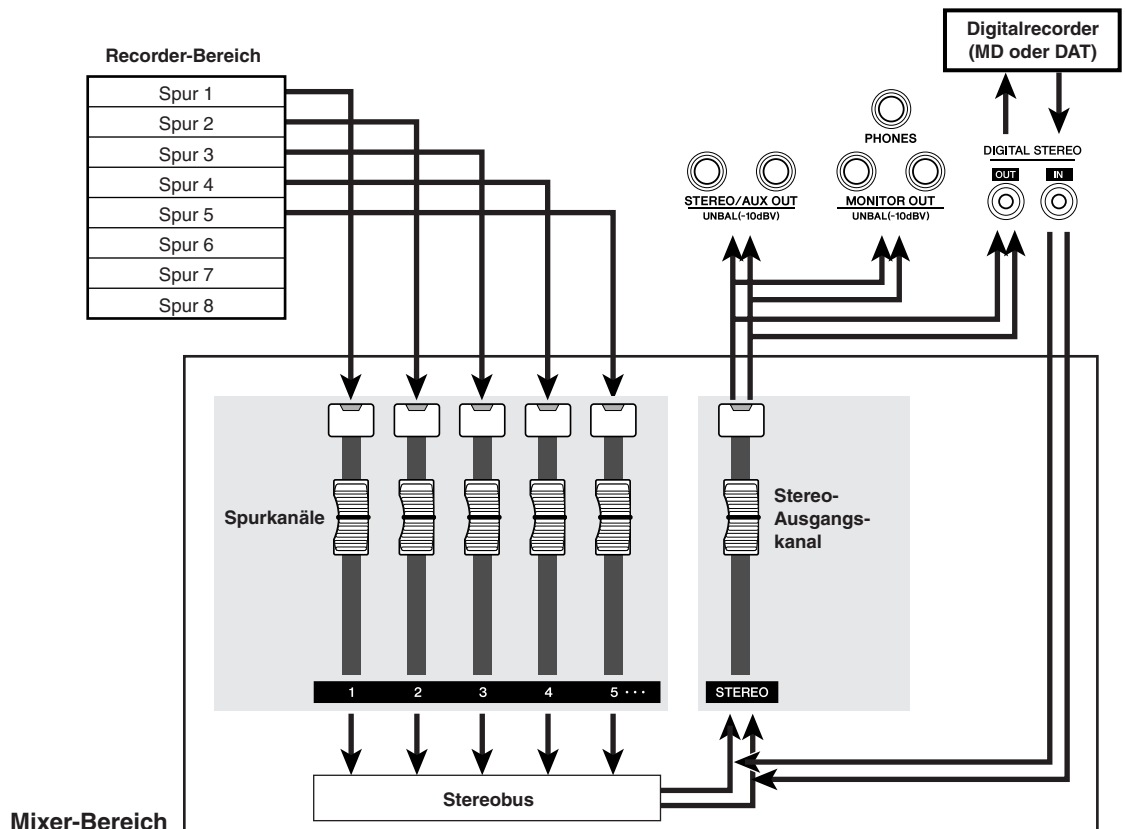 Digitalrecorder
(MD oder DAT)
Recorder-Bereich
Spur 1
Spur 2
Spur 3
Spur 4
Spur 5
Spur 6
Spur 7
Spur 8
PHONES
STEREO/AUX OUT
UNBAL(-10dBV)
MONITOR OUT
UNBAL(-10dBV)
DIGITAL STEREO
OUT
IN
Spurkanäle
Stereo-
Ausgangs-
kanal
1 2 3 4 5 ···
STEREO
Stereobus
Mixer-Bereich